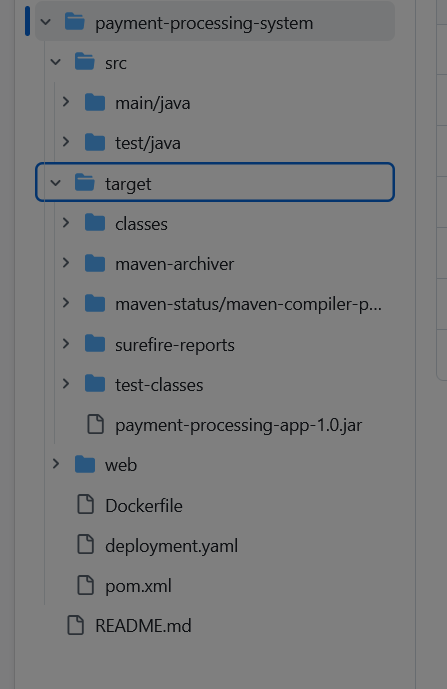 payment-processing-system
src
main/java
test/java
target
classes
maven-archiver
maven-status/maven-compiler-p...
surefire-reports
test-classes
payment-processing-app-1.0.jar
web
Dockerfile
deployment.yaml
pom.xml
README.md